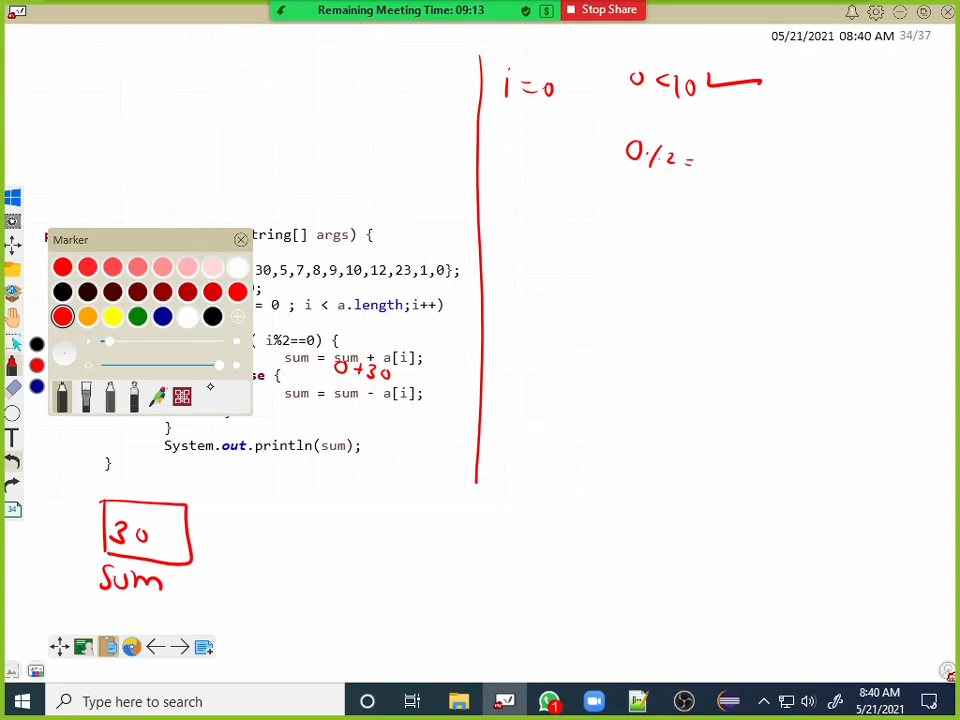 Remaining Meeting Time: 09:13
Stop Share
05/21/2021 08:40 AM 34/37
i=0
0<10
0%2=
tring[] args) {
Marker
30,5,7,8,9,10,12,23,1,0};
0;
= 0 ; i < a.length;i++)
( i%2==0) {
sum = sum + a[i];
0+30
se {
sum = sum - a[i];
}
System.out.println(sum);
}
34
30
sum
Type here to search
1
8:40 AM
5/21/2021